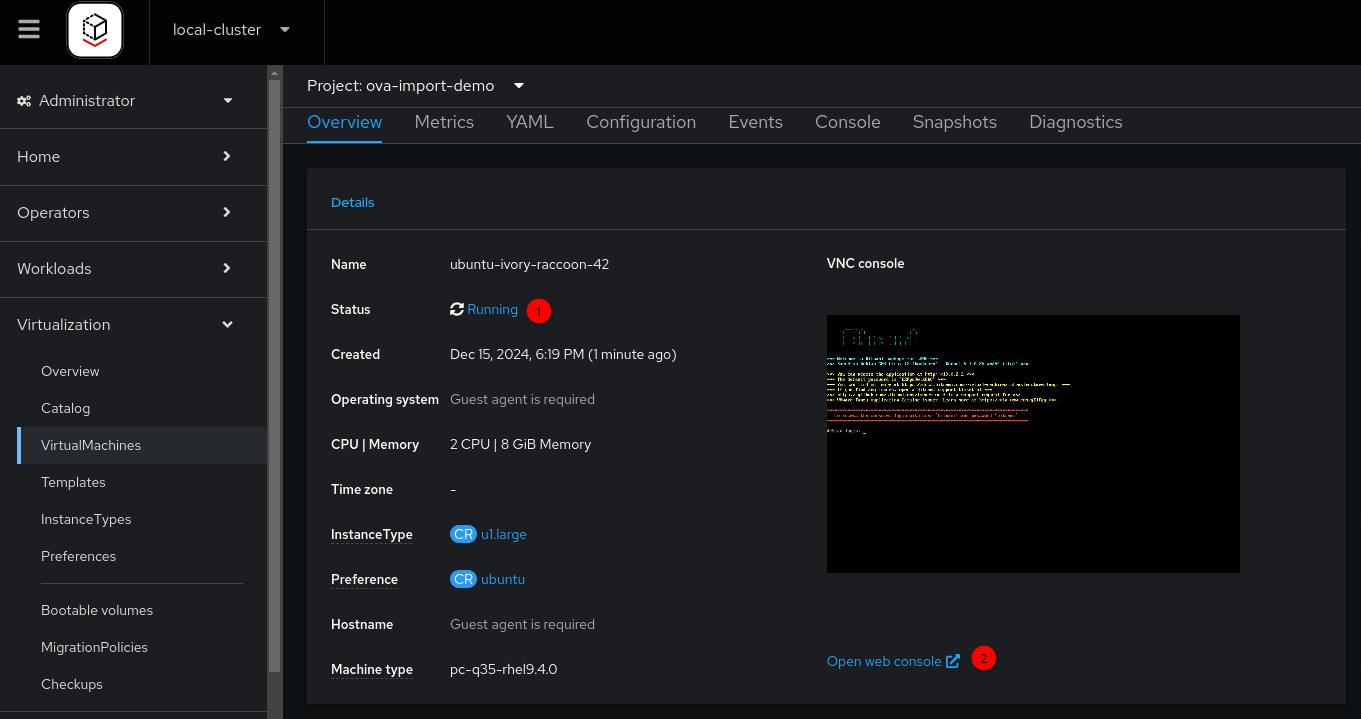 local-cluster
Administrator
Home
Operators
Workloads
Virtualization
Overview
Catalog
VirtualMachines
Templates
InstanceTypes
Preferences
Bootable volumes
MigrationPolicies
Checkups
Project: ova-import-demo
Overview Metrics YAML Configuration Events Console Snapshots Diagnostics
Details
Name ubuntu-ivory-raccoon-42
Status Running 1
Created Dec 15, 2024, 6:19 PM (1 minute ago)
Operating system Guest agent is required
CPU | Memory 2 CPU | 8 GiB Memory
Time zone -
InstanceType CR u1.large
Preference CR ubuntu
Hostname Guest agent is required
Machine type pc-q35-rhel9.4.0
VNC console
Open web console 2